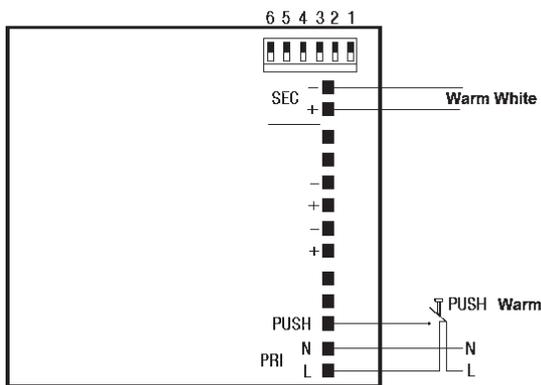 6 5 4 3 2 1
−
SEC
+
Warm White
−
+
−
+
PUSH Warm
PUSH
N N
PRI
L L